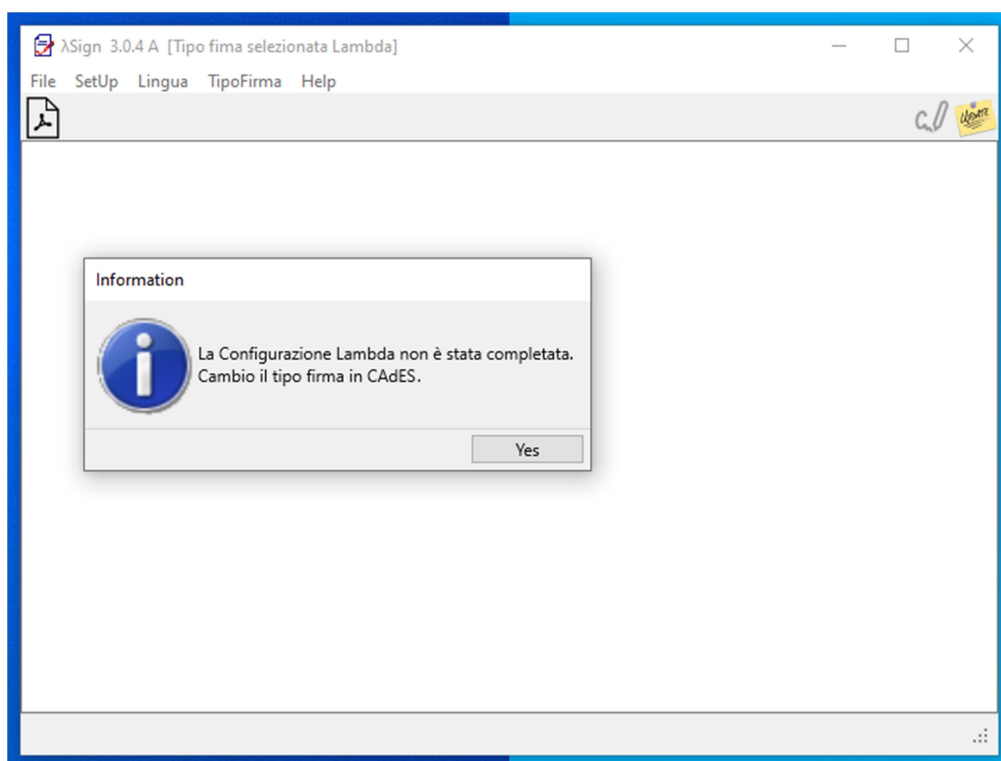 λSign 3.0.4 A [Tipo fima selezionata Lambda]
File SetUp Lingua TipoFirma Help
Update
Information
La Configurazione Lambda non è stata completata.
Cambio il tipo firma in CAdES.
Yes